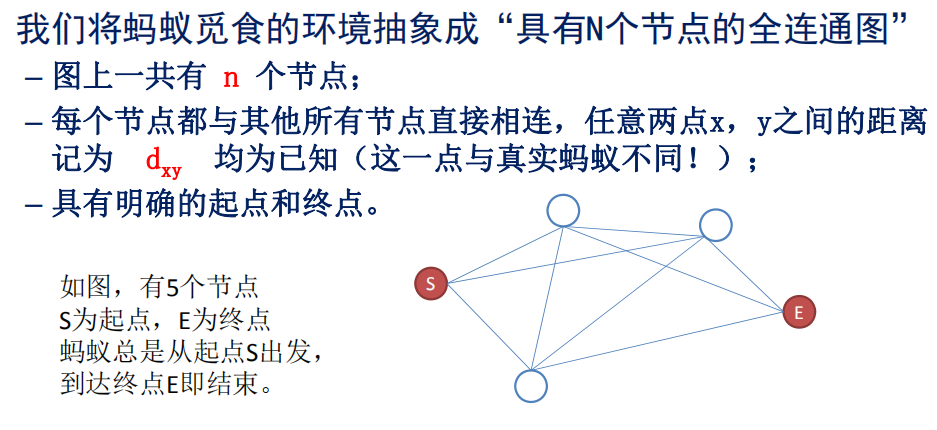 我们将蚂蚁觅食的环境抽象成“具有N个节点的全连通图”
– 图上一共有 n 个节点；
– 每个节点都与其他所有节点直接相连，任意两点x，y之间的距离
记为 dxy 均为已知（这一点与真实蚂蚁不同！）；
– 具有明确的起点和终点。
如图，有5个节点
S为起点，E为终点
蚂蚁总是从起点S出发，
到达终点E即结束。
S
E